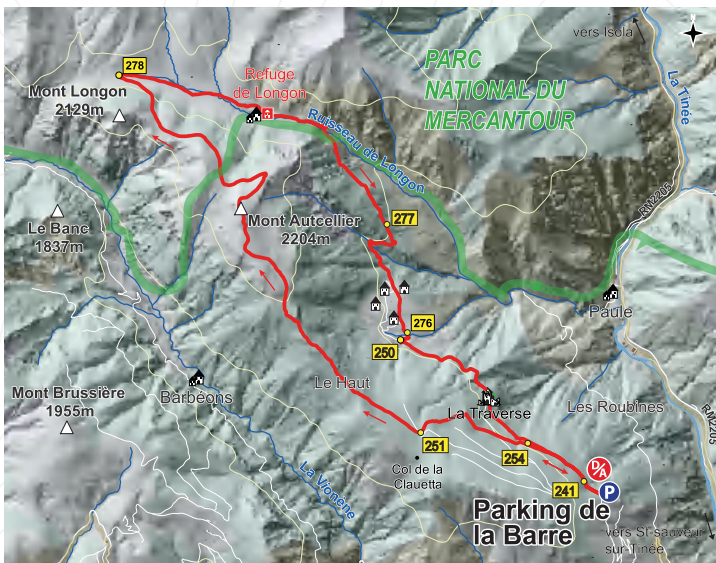 vers Isola
278
PARC
NATIONAL DU
MERCANTOUR
La Tinée
Refuge
de Longon
Mont Longon
2129m
Ruisseau de Longon
RM2205
Mont Autcellier
2204m
277
Le Banc
1837m
Paule
276
250
Le Haut
Barbéons
Mont Brussière
1955m
La Traverse
Les Roubines
RM2205
251
254
Col de la
Clauetta
D/A
241
P
La Vionène
Parking de
la Barre
vers St-sauveur
sur-Tinée